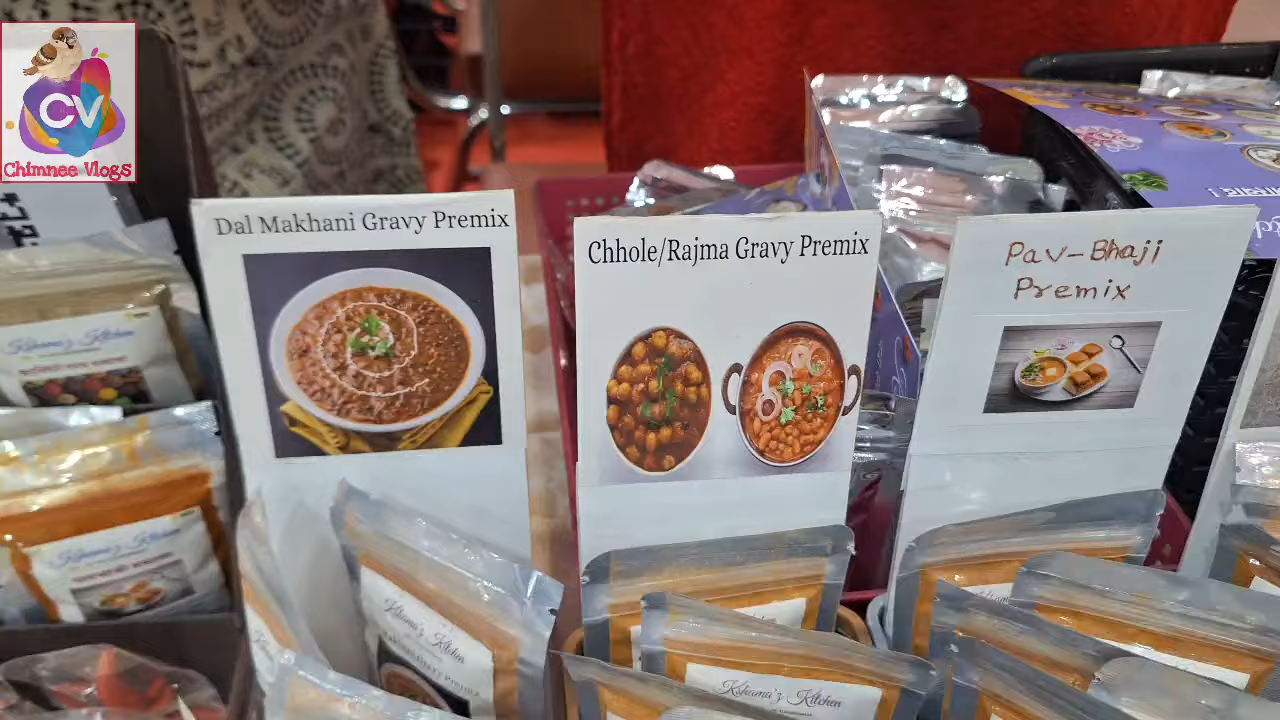 CV
Chimnee Vlogs
Dal Makhani Gravy Premix
Chhole/Rajma Gravy Premix
Pav-Bhaji
Premix
Kshama'z Kitchen
Kshama'z Kitchen
Kshama'z Kitchen
Kshama'z Kitchen